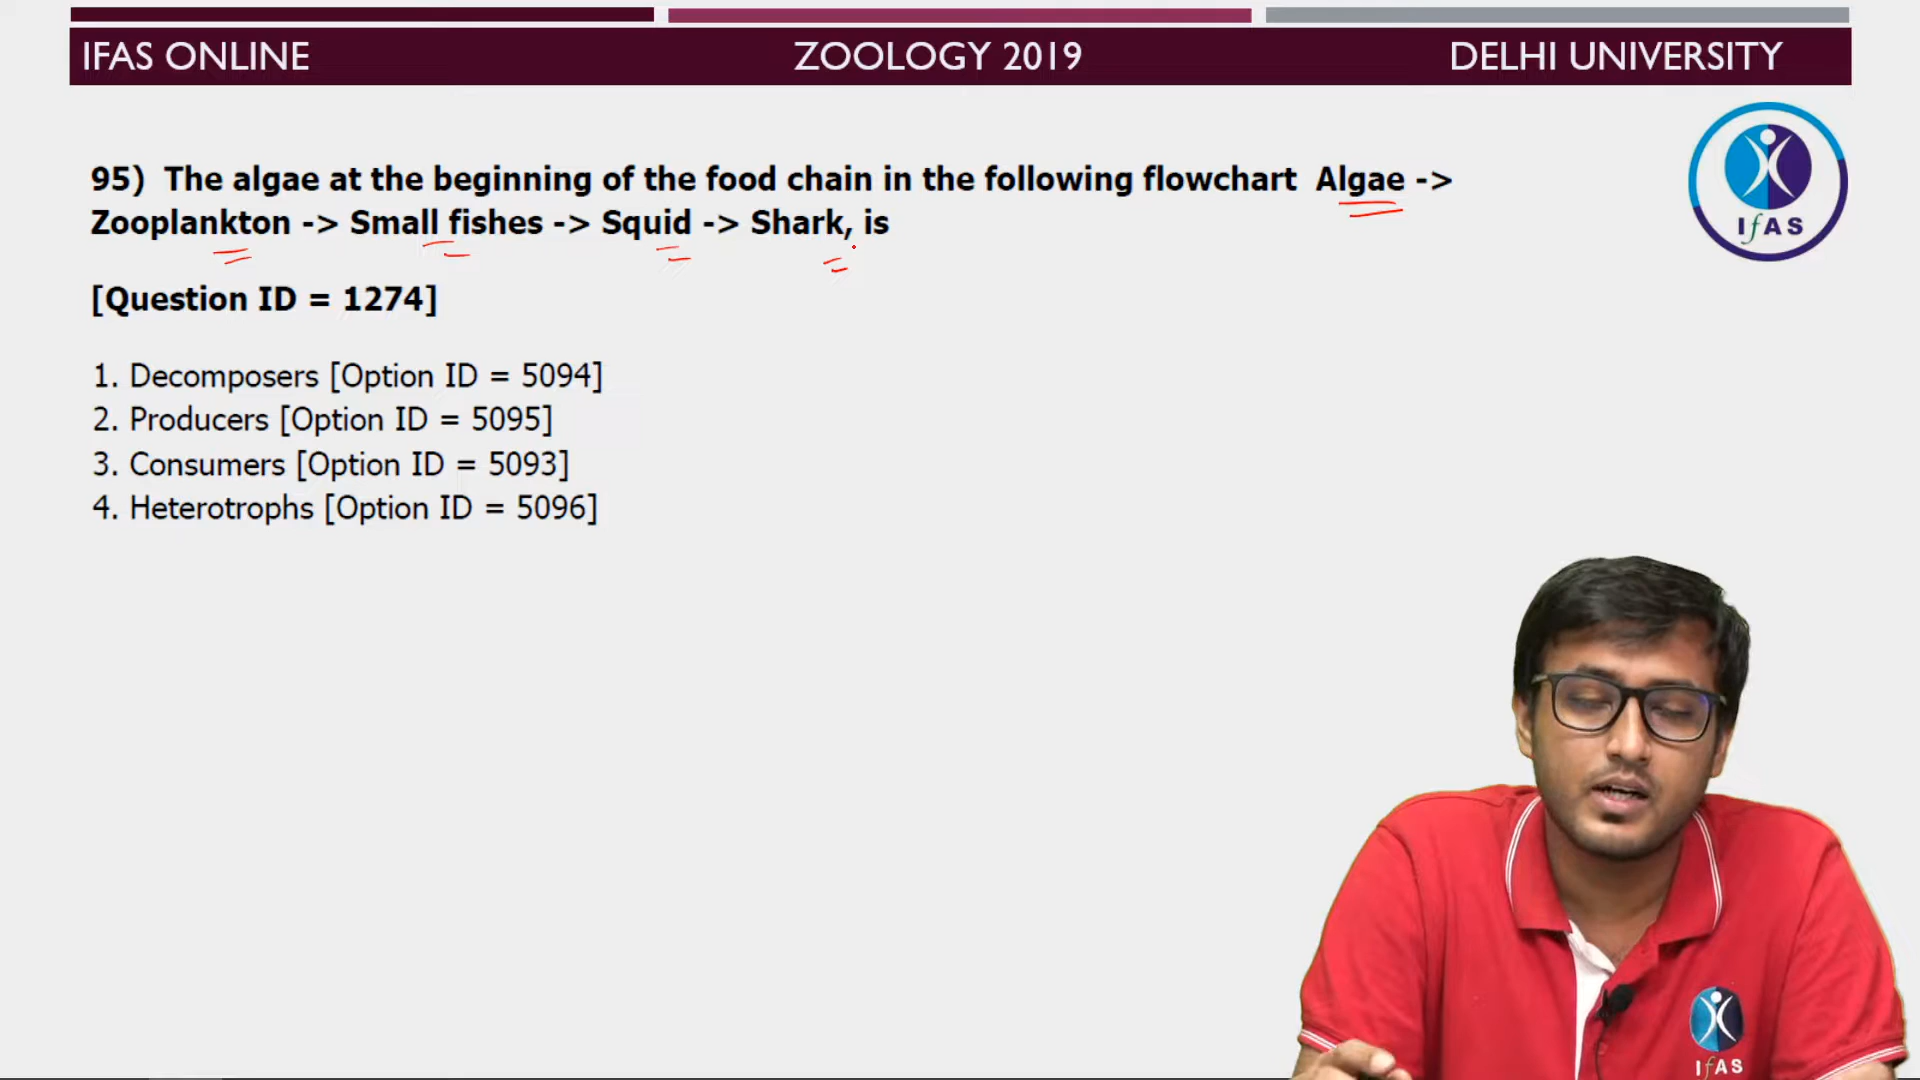 IFAS ONLINE ZOOLOGY 2019 DELHI UNIVERSITY
IfAS
95) The algae at the beginning of the food chain in the following flowchart Algae ->
Zooplankton -> Small fishes -> Squid -> Shark, is
[Question ID = 1274]
1. Decomposers [Option ID = 5094]
2. Producers [Option ID = 5095]
3. Consumers [Option ID = 5093]
4. Heterotrophs [Option ID = 5096]
IfAS